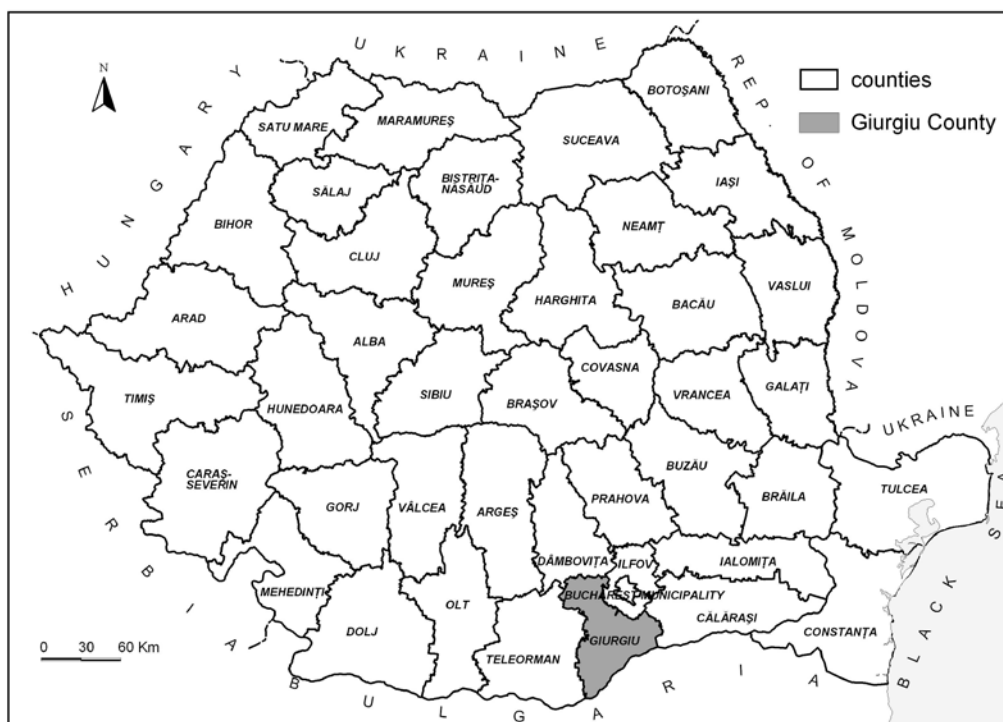 UKRAINE
HUNGARY
REP. OF MOLDOVA
N
counties
Giurgiu County
BOTOȘANI
SATU MARE
MARAMUREȘ
SUCEAVA
BISTRIȚA-
NĂSĂUD
SĂLAJ
IAȘI
BIHOR
NEAMȚ
CLUJ
MUREȘ
HARGHITA
BACĂU
VASLUI
ARAD
ALBA
COVASNA
SIBIU
BRAȘOV
VRANCEA
GALAȚI
TIMIȘ
HUNEDOARA
UKRAINE
SERBIA
CARAȘ-
SEVERIN
BUZĂU
GORJ
VÂLCEA
ARGEȘ
PRAHOVA
BRĂILA
TULCEA
DÂMBOVIȚA
ILFOV
IALOMIȚA
MEHEDINȚI
BUCHAREST MUNICIPALITY
OLT
CĂLĂRAȘI
DOLJ
GIURGIU
CONSTANȚA
TELEORMAN
BLACK SEA
0 30 60 Km
BULGARIA